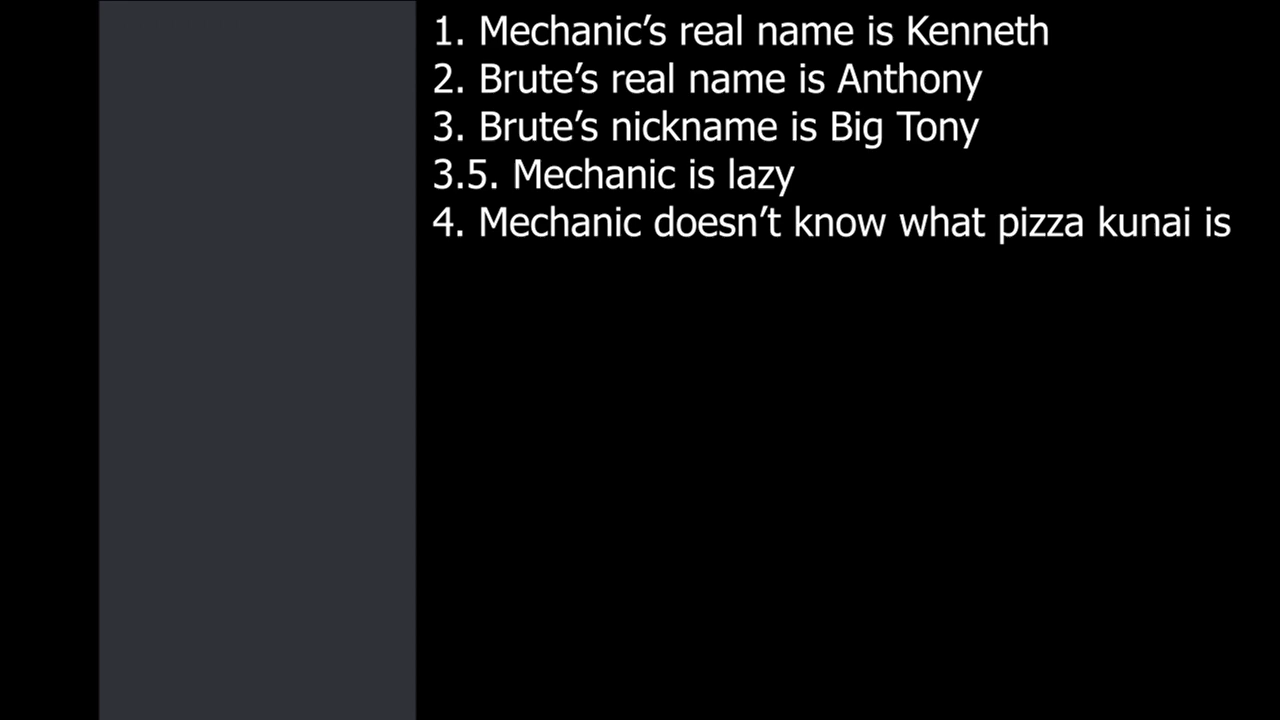 1. Mechanic’s real name is Kenneth
2. Brute’s real name is Anthony
3. Brute’s nickname is Big Tony
3.5. Mechanic is lazy
4. Mechanic doesn’t know what pizza kunai is